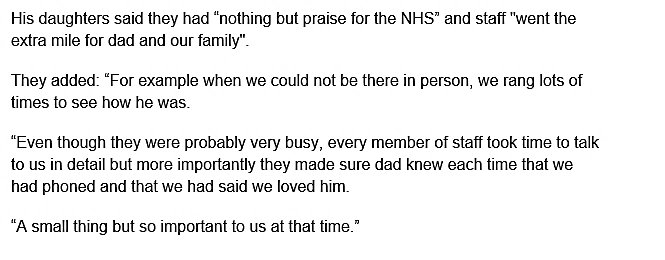 His daughters said they had “nothing but praise for the NHS” and staff "went the
extra mile for dad and our family".
They added: “For example when we could not be there in person, we rang lots of
times to see how he was.
“Even though they were probably very busy, every member of staff took time to talk
to us in detail but more importantly they made sure dad knew each time that we
had phoned and that we had said we loved him.
“A small thing but so important to us at that time.”